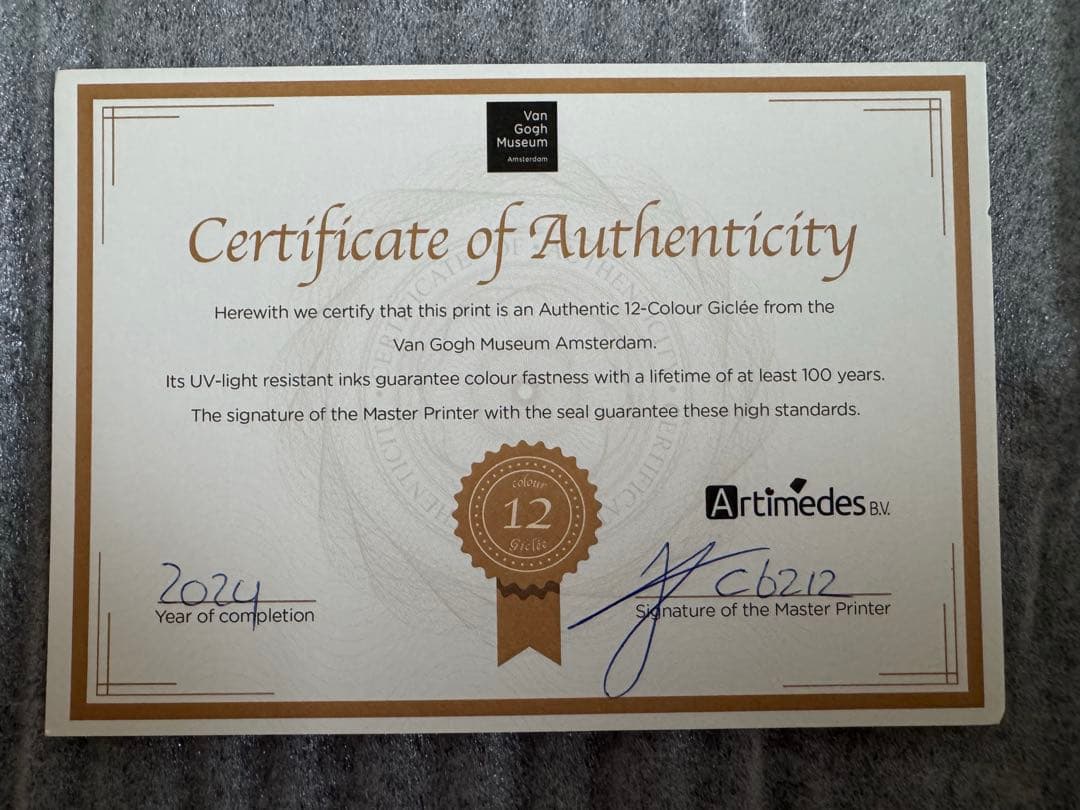 Van
Gogh
Museum
Amsterdam
Certificate of Authenticity
Herewith we certify that this print is an Authentic 12-Colour Giclée from the
Van Gogh Museum Amsterdam.
Its UV-light resistant inks guarantee colour fastness with a lifetime of at least 100 years.
The signature of the Master Printer with the seal guarantee these high standards.
colour
12
Giclée
Artimedes B.V.
2024
Year of completion
C6212
Signature of the Master Printer